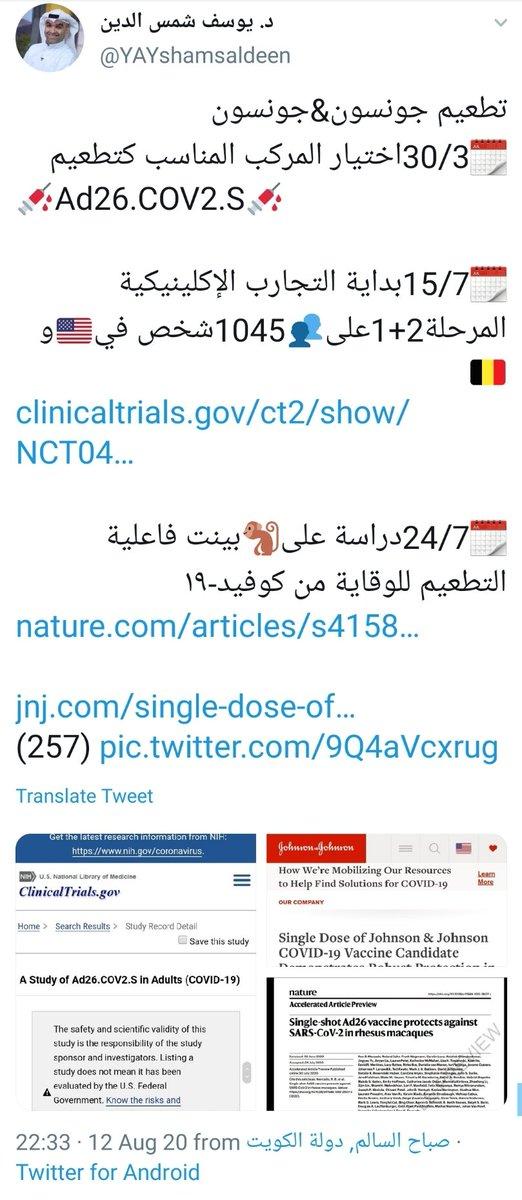 د. يوسف شمس الدين
@YAYshamsaldeen
تطعيم جونسون&جونسون
30/3اختيار المركب المناسب كتطعيم
Ad26.COV2.S
15/7بداية التجارب الإكلينيكية
المرحلة2+1على1045شخص في و
clinicaltrials.gov/ct2/show/
NCT04…
24/7دراسة على بينت فاعلية
التطعيم للوقاية من كوفيد-١٩
nature.com/articles/s4158…
jnj.com/single-dose-of…
(257) pic.twitter.com/9Q4aVcxrug
Translate Tweet
Get the latest research information from NIH:
https://www.nih.gov/coronavirus.
NIH U.S. National Library of Medicine
ClinicalTrials.gov
Home > Search Results > Study Record Detail
Save this study
A Study of Ad26.COV2.S in Adults (COVID-19)
The safety and scientific validity of this
study is the responsibility of the study
sponsor and investigators. Listing a
study does not mean it has been
evaluated by the U.S. Federal
Government. Know the risks and
Johnson & Johnson
How We're Mobilizing Our Resources
to Help Find Solutions for COVID-19
Learn
More
OUR COMPANY
Single Dose of Johnson & Johnson
COVID-19 Vaccine Candidate
Demonstrates Robust Protection in
nature
Accelerated Article Preview
Single-shot Ad26 vaccine protects against
SARS-CoV-2 in rhesus macaques
22:33 · 12 Aug 20 from صباح السالم, دولة الكويت ·
Twitter for Android